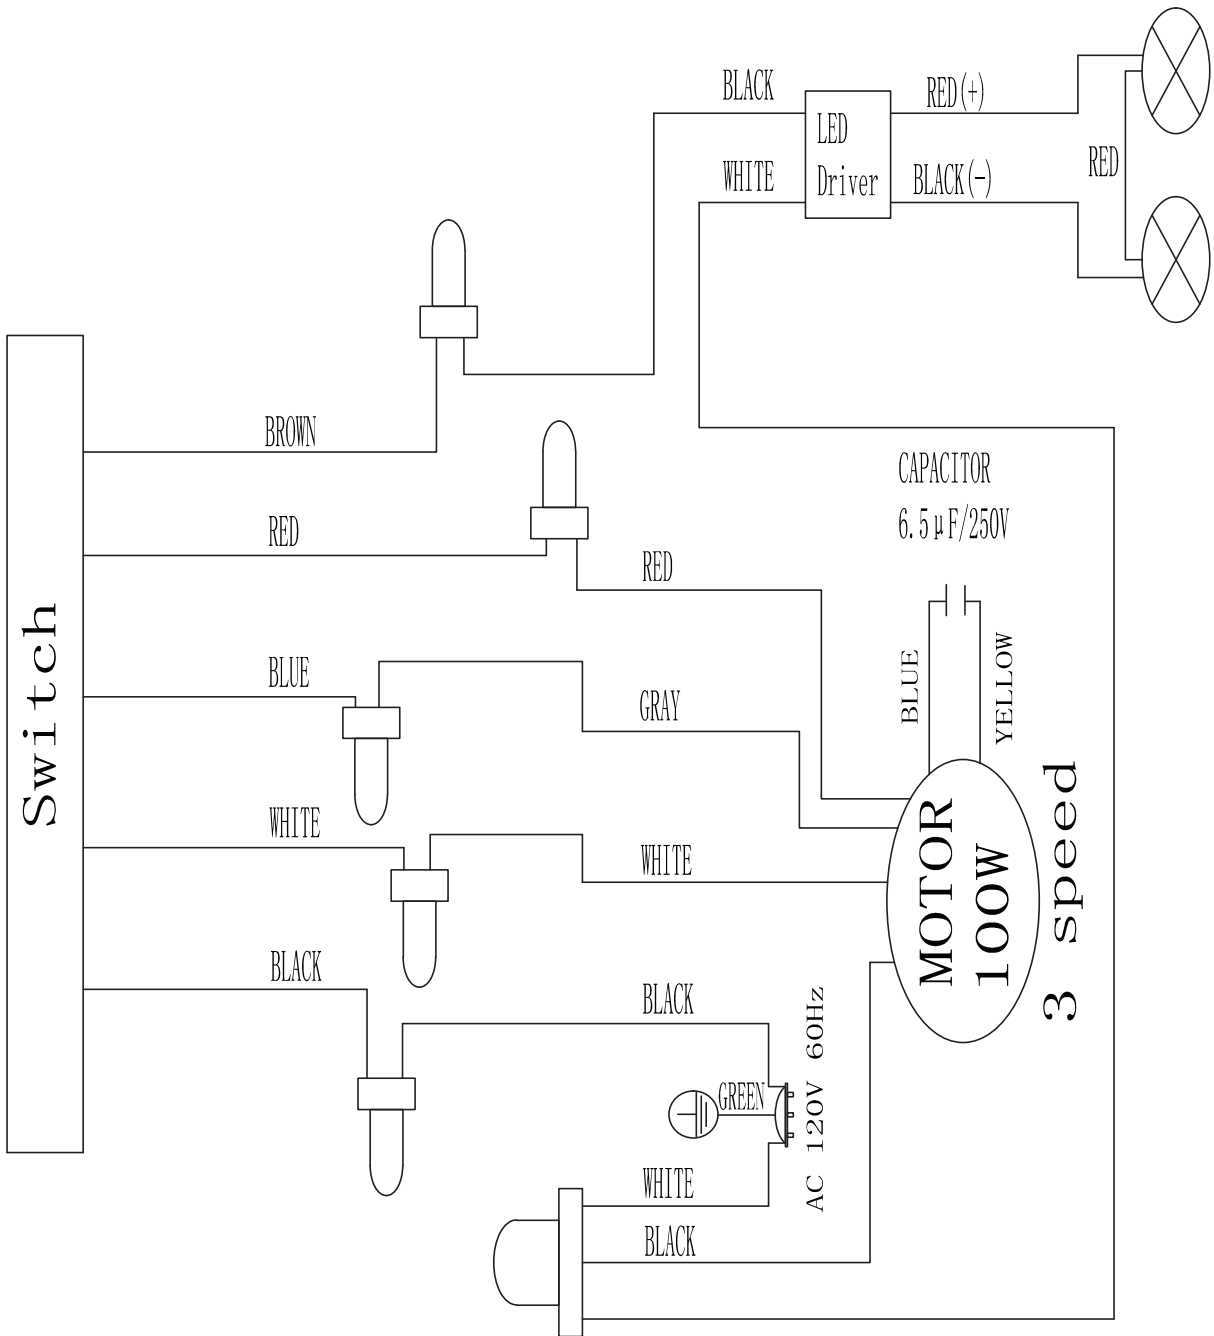 BLACK
RED(+)
LED
Driver
WHITE
BLACK(-)
RED
BROWN
CAPACITOR
6.5μF/250V
RED
RED
BLUE
GRAY
BLUE
YELLOW
Switch
WHITE
WHITE
MOTOR
100W
3 speed
BLACK
BLACK
GREEN
AC 120V 60Hz
WHITE
BLACK